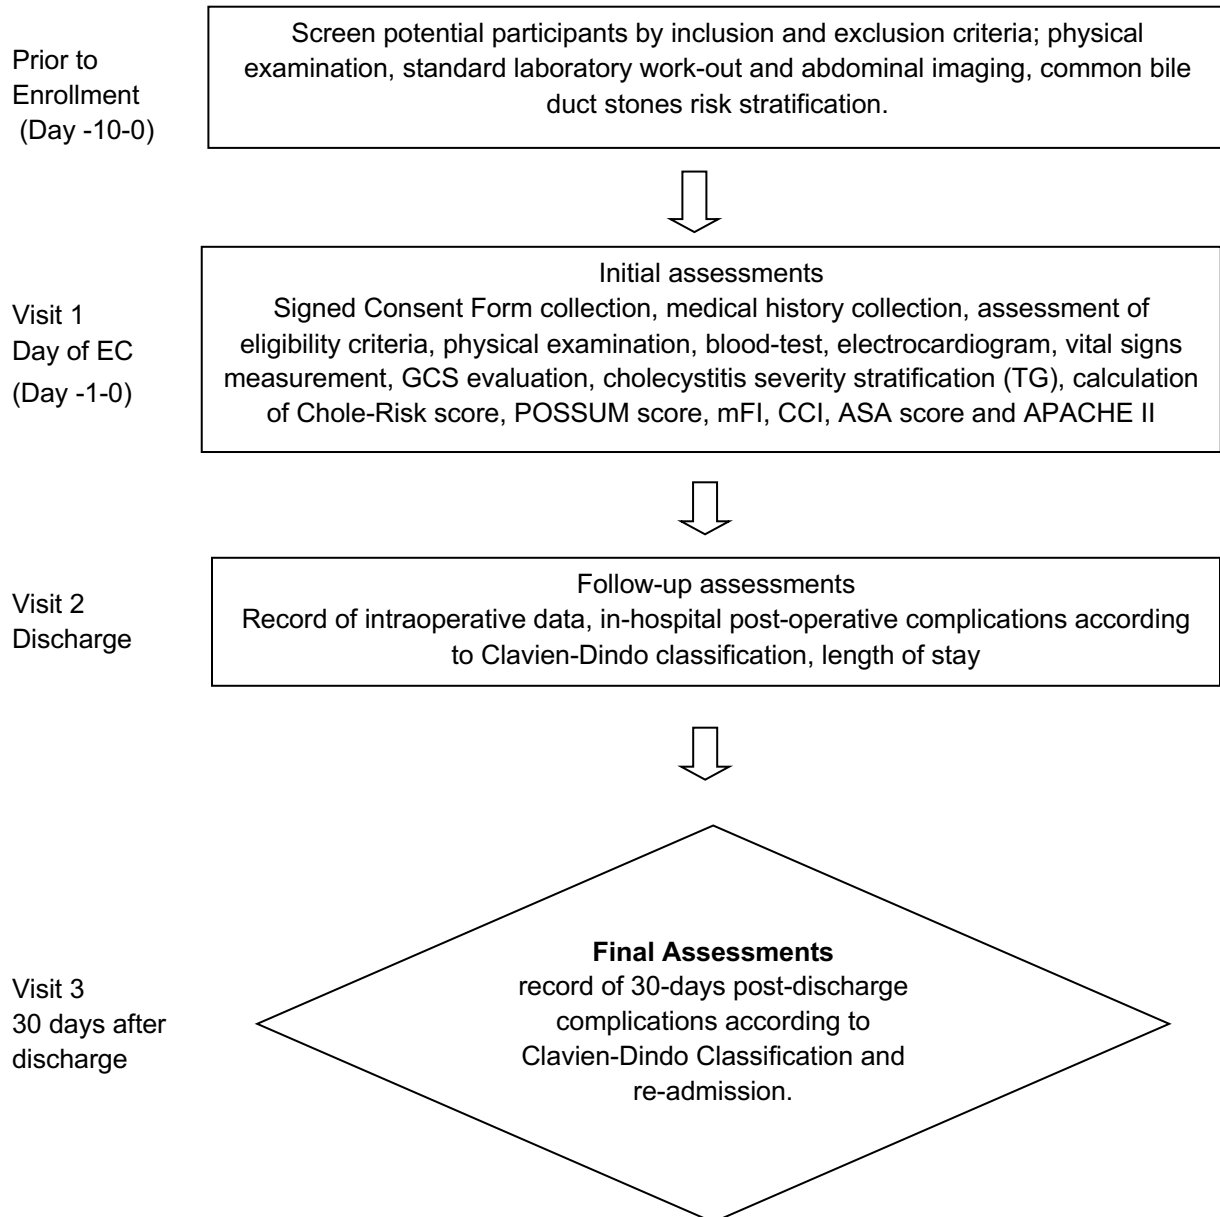 Prior to
Enrollment
(Day -10-0)
Screen potential participants by inclusion and exclusion criteria; physical
examination, standard laboratory work-out and abdominal imaging, common bile
duct stones risk stratification.
Visit 1
Day of EC
(Day -1-0)
Initial assessments
Signed Consent Form collection, medical history collection, assessment of
eligibility criteria, physical examination, blood-test, electrocardiogram, vital signs
measurement, GCS evaluation, cholecystitis severity stratification (TG), calculation
of Chole-Risk score, POSSUM score, mFI, CCI, ASA score and APACHE II
Visit 2
Discharge
Follow-up assessments
Record of intraoperative data, in-hospital post-operative complications according
to Clavien-Dindo classification, length of stay
Visit 3
30 days after
discharge
Final Assessments
record of 30-days post-discharge
complications according to
Clavien-Dindo Classification and
re-admission.